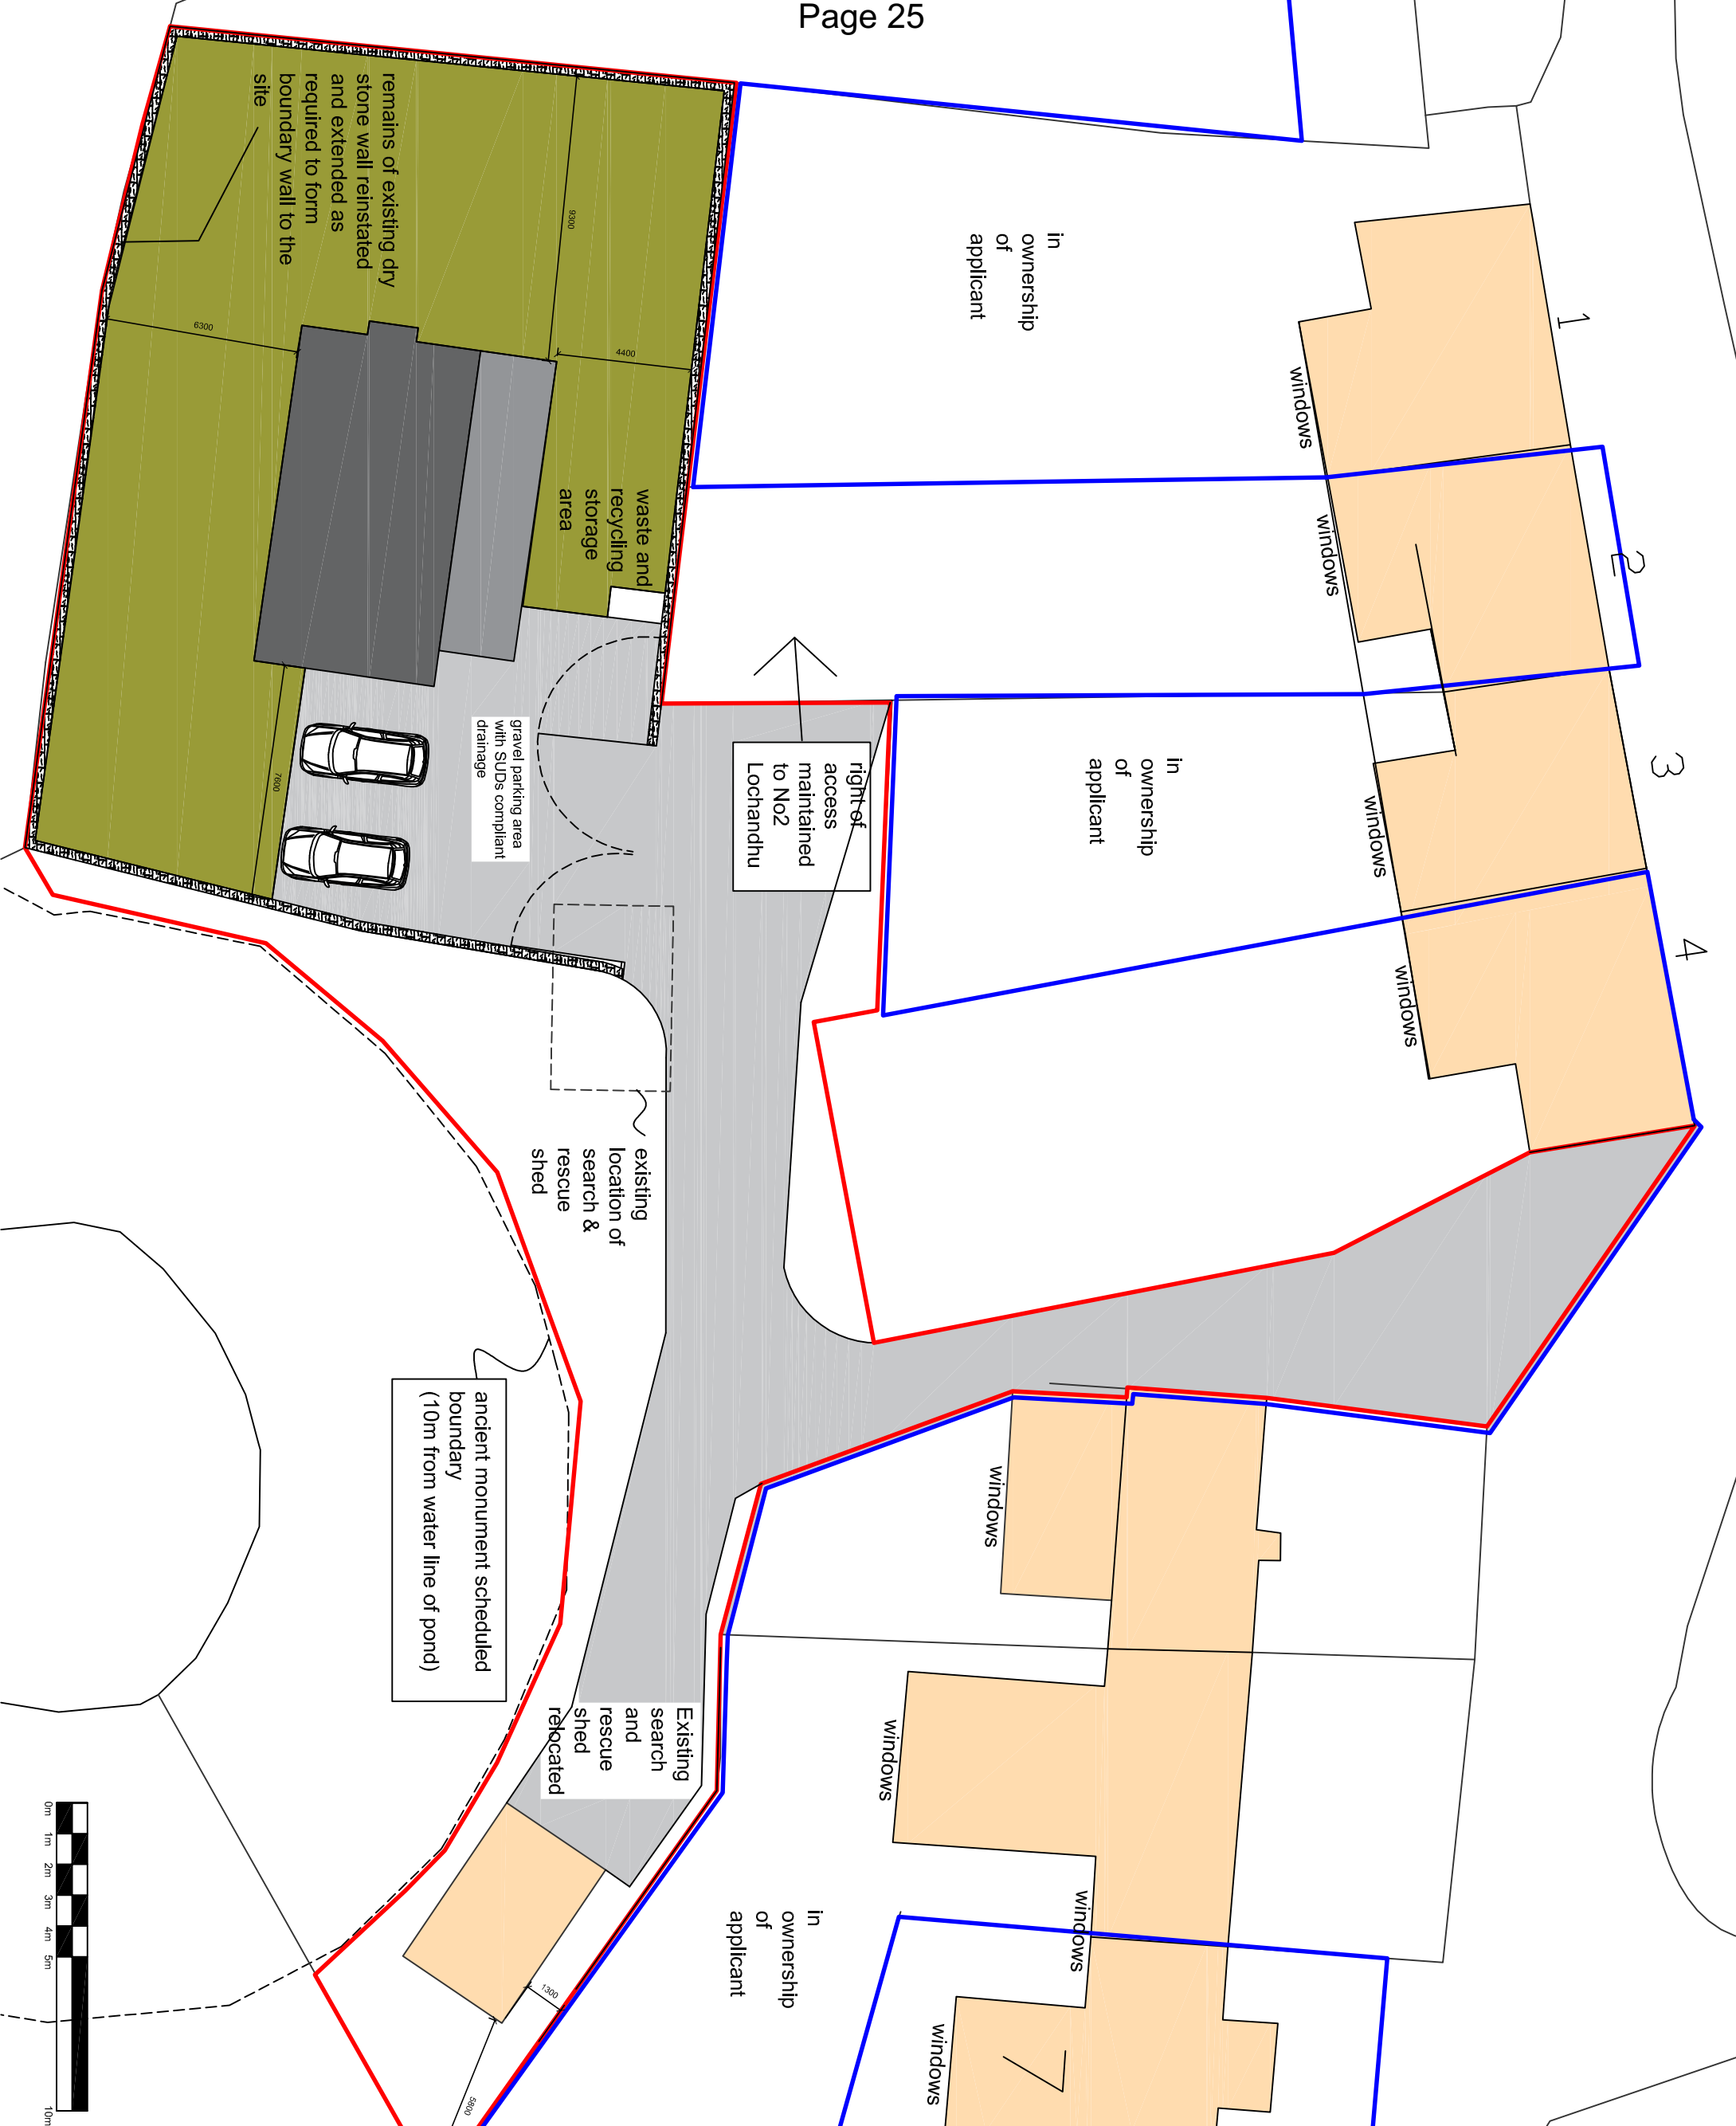 Page 25
remains of existing dry
stone wall reinstated
and extended as
required to form
boundary wall to the
site
9300
6300
4400
in
ownership
of
applicant
1
windows
2
windows
waste and
recycling
storage
area
in
ownership
of
applicant
3
windows
right of
access
maintained
to No2
Lochandhu
gravel parking area
with SUDs compliant
drainage
7600
4
windows
existing
location of
search &
rescue
shed
ancient monument scheduled
boundary
(10m from water line of pond)
windows
Existing
search
and
rescue
shed
relocated
windows
windows
in
ownership
of
applicant
windows
7
1300
5800
0m
1m
2m
3m
4m
5m
10m